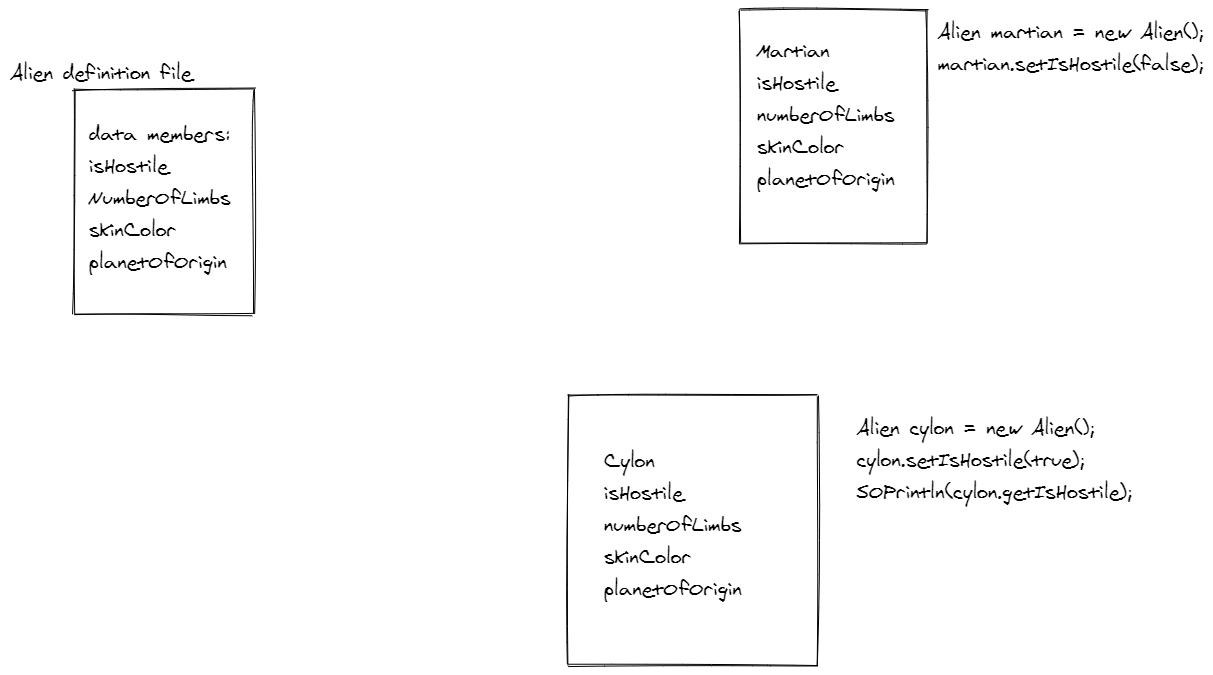 Alien definition file
data members:
isHostile
NumberOfLimbs
skinColor
planetOfOrigin
Martian
isHostile
numberOfLimbs
skinColor
planetOfOrigin
Alien martian = new Alien();
martian.setIsHostile(false);
Cylon
isHostile
numberOfLimbs
skinColor
planetOfOrigin
Alien cylon = new Alien();
cylon.setIsHostile(true);
SOPrintln(cylon.getIsHostile);